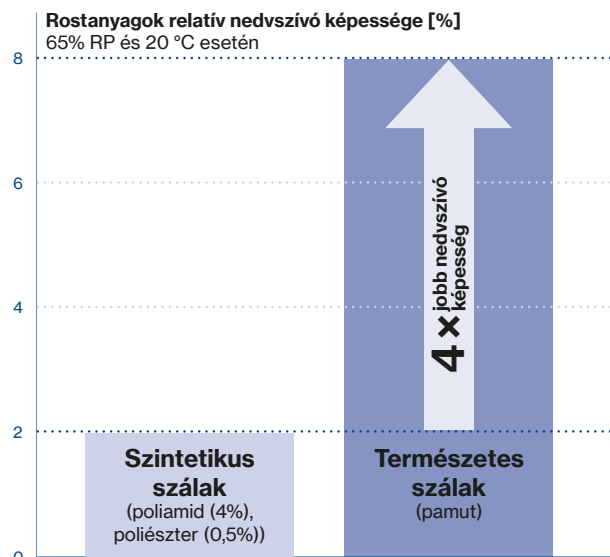 Rostanyagok relatív nedvszívó képessége [%]
65% RP és 20 °C esetén
8
6
4
2
0
4 × jobb nedvszívó
képesség
Szintetikus
szálak
(poliamid (4%),
poliészter (0,5%))
Természetes
szálak
(pamut)